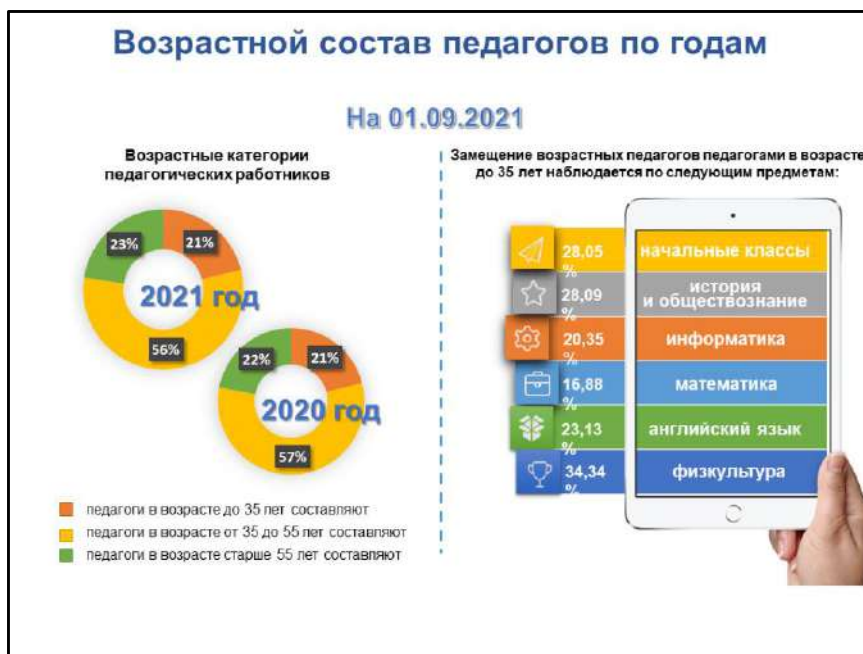 Возрастной состав педагогов по годам
На 01.09.2021
Возрастные категории
педагогических работников
23%
21%
2021 год
56%
22%
21%
2020 год
57%
педагоги в возрасте до 35 лет составляют
педагоги в возрасте от 35 до 55 лет составляют
педагоги в возрасте старше 55 лет составляют
Замещение возрастных педагогов педагогами в возрасте
до 35 лет наблюдается по следующим предметам:
28,05
%
начальные классы
28,09
%
история
и обществознание
20,35
%
информатика
16,88
%
математика
23,13
%
английский язык
34,34
%
физкультура